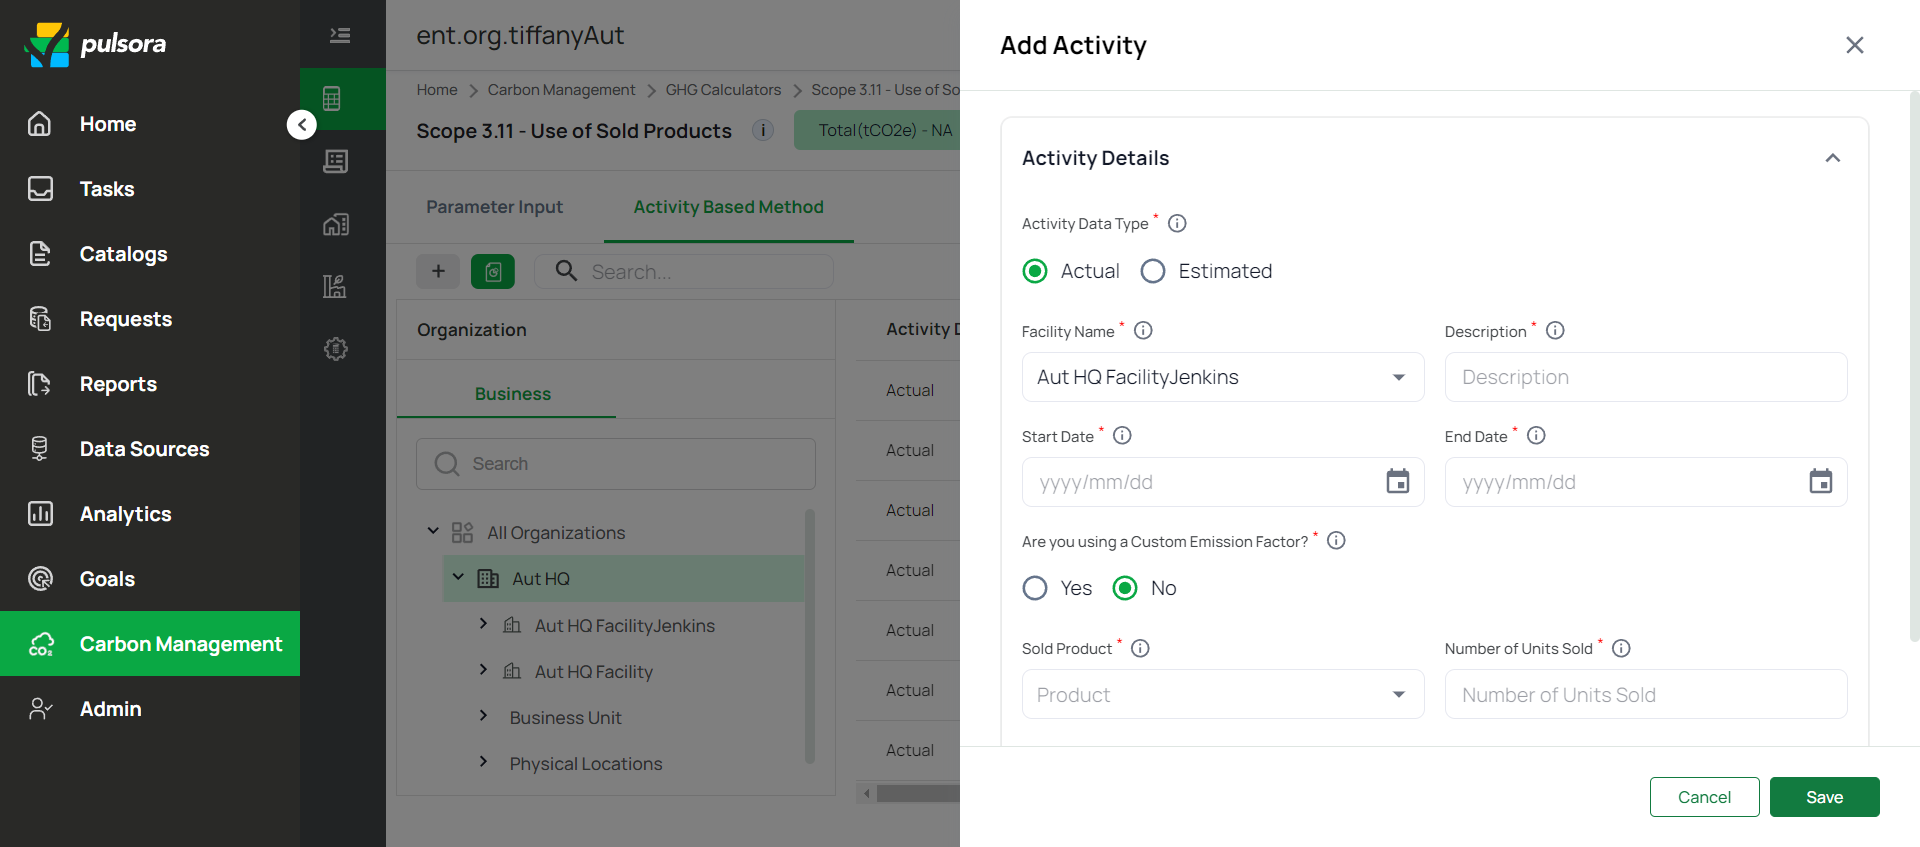 pulsora
Home
Tasks
Catalogs
Requests
Reports
Data Sources
Analytics
Goals
Carbon Management
Admin
ent.org.tiffanyAut
Home > Carbon Management > GHG Calculators > Scope 3.11 - Use of So
Scope 3.11 - Use of Sold Products
Total(tCO2e) - NA
Parameter Input
Activity Based Method
Search...
Organization
Business
Search
All Organizations
Aut HQ
Aut HQ FacilityJenkins
Aut HQ Facility
Business Unit
Physical Locations
Activity D
Actual
Actual
Actual
Actual
Actual
Actual
Actual
Add Activity
Activity Details
Activity Data Type *
Actual
Estimated
Facility Name *
Description *
Aut HQ FacilityJenkins
Description
Start Date *
End Date *
yyyy/mm/dd
yyyy/mm/dd
Are you using a Custom Emission Factor? *
Yes
No
Sold Product *
Number of Units Sold *
Product
Number of Units Sold
Cancel
Save